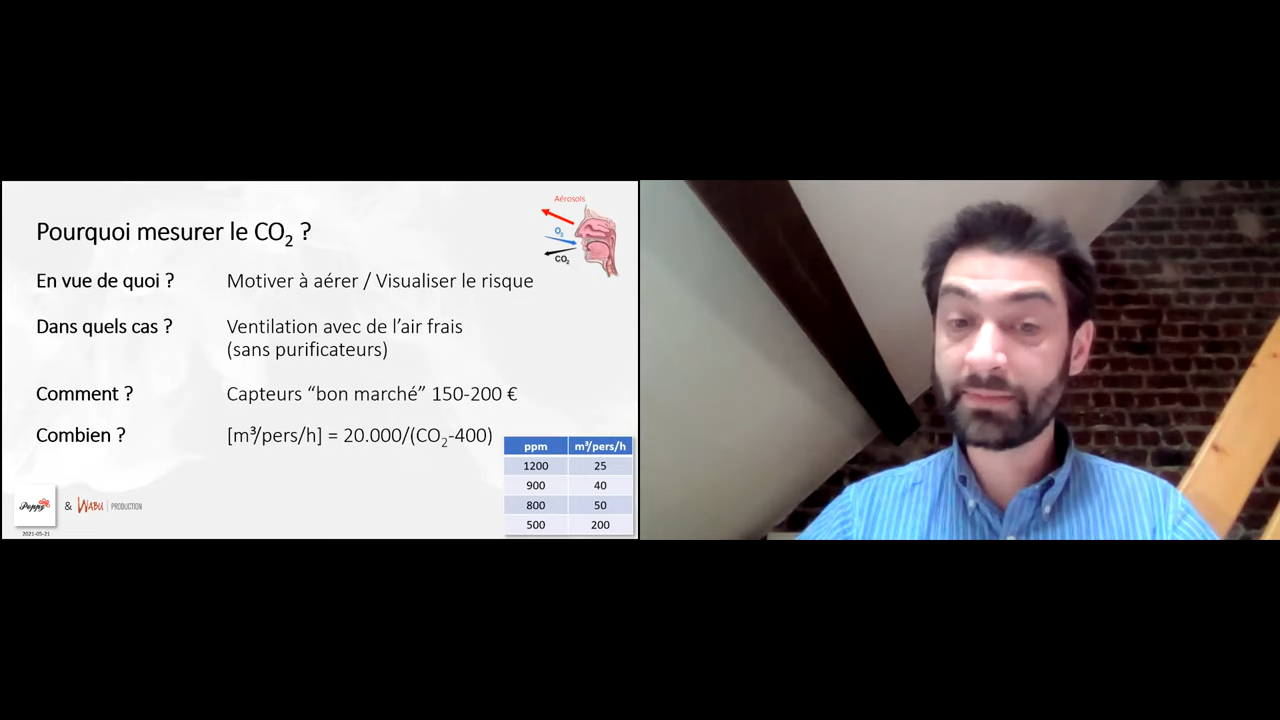 Aérosols
O₂
CO₂
Pourquoi mesurer le CO₂ ?
En vue de quoi ? Motiver à aérer / Visualiser le risque
Dans quels cas ? Ventilation avec de l’air frais
(sans purificateurs)
Comment ? Capteurs “bon marché” 150-200 €
Combien ? [m³/pers/h] = 20.000/(CO₂-400)
ppm m³/pers/h
1200 25
900 40
800 50
500 200
Poppy & WABU | PRODUCTION
2021-05-21